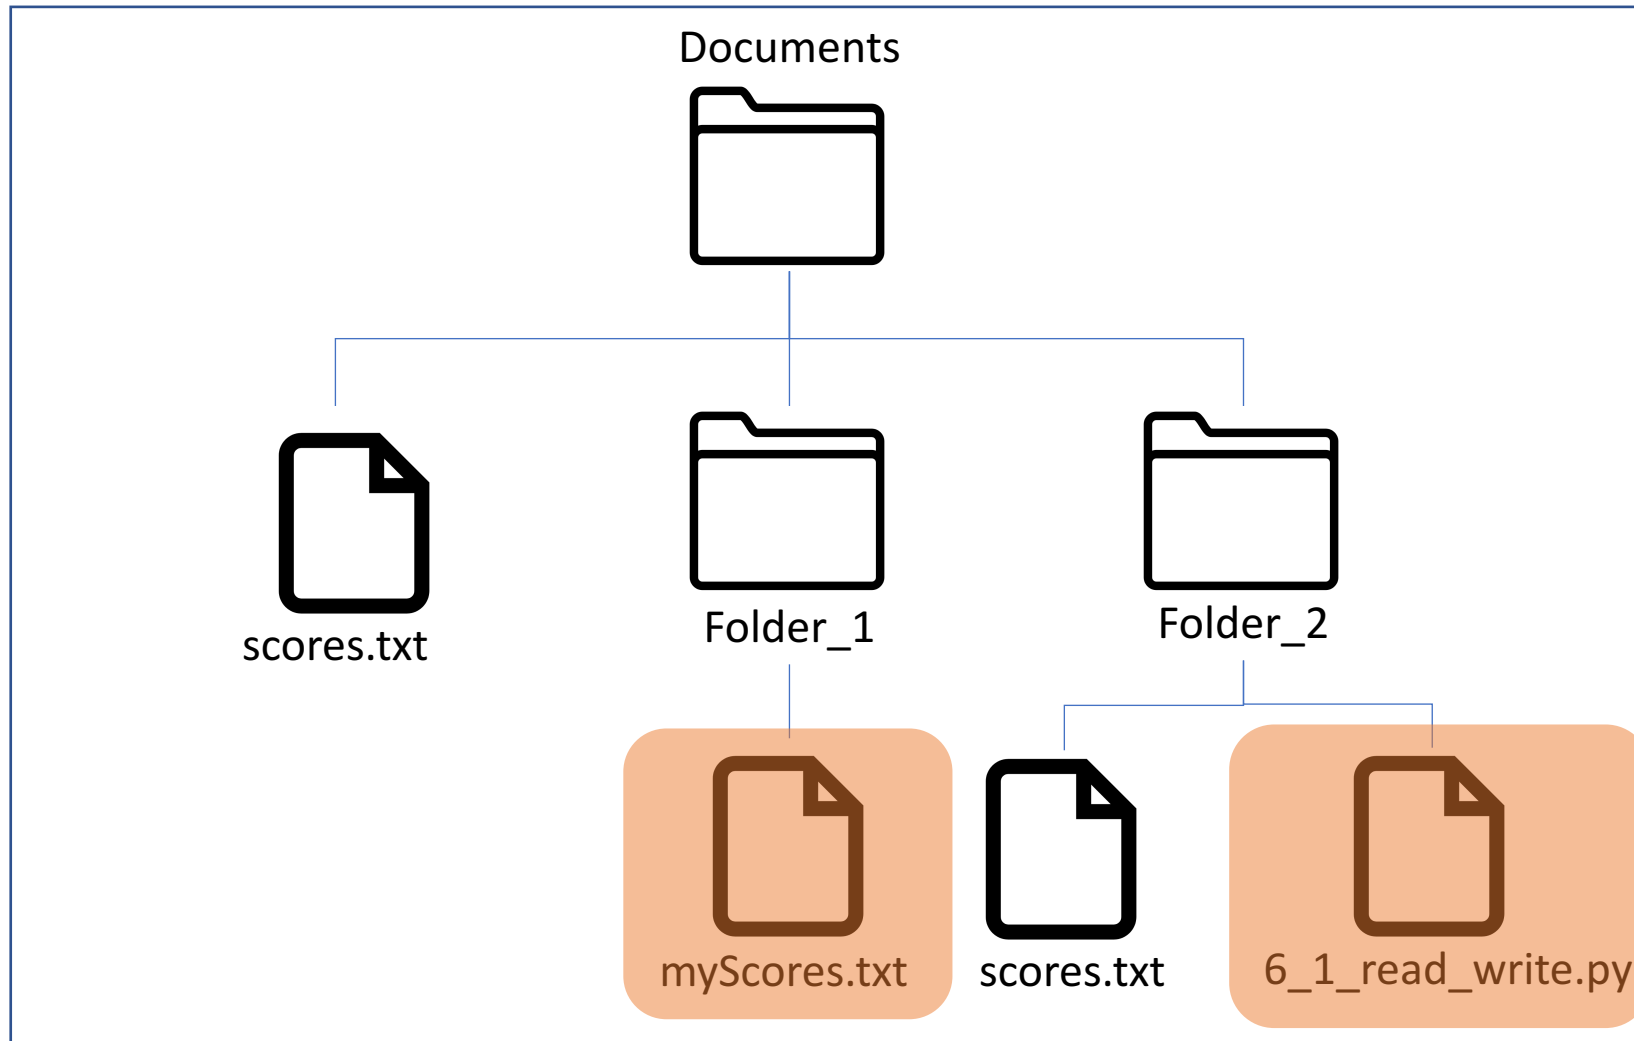 Documents
scores.txt
Folder_1
Folder_2
myScores.txt
scores.txt
6_1_read_write.py